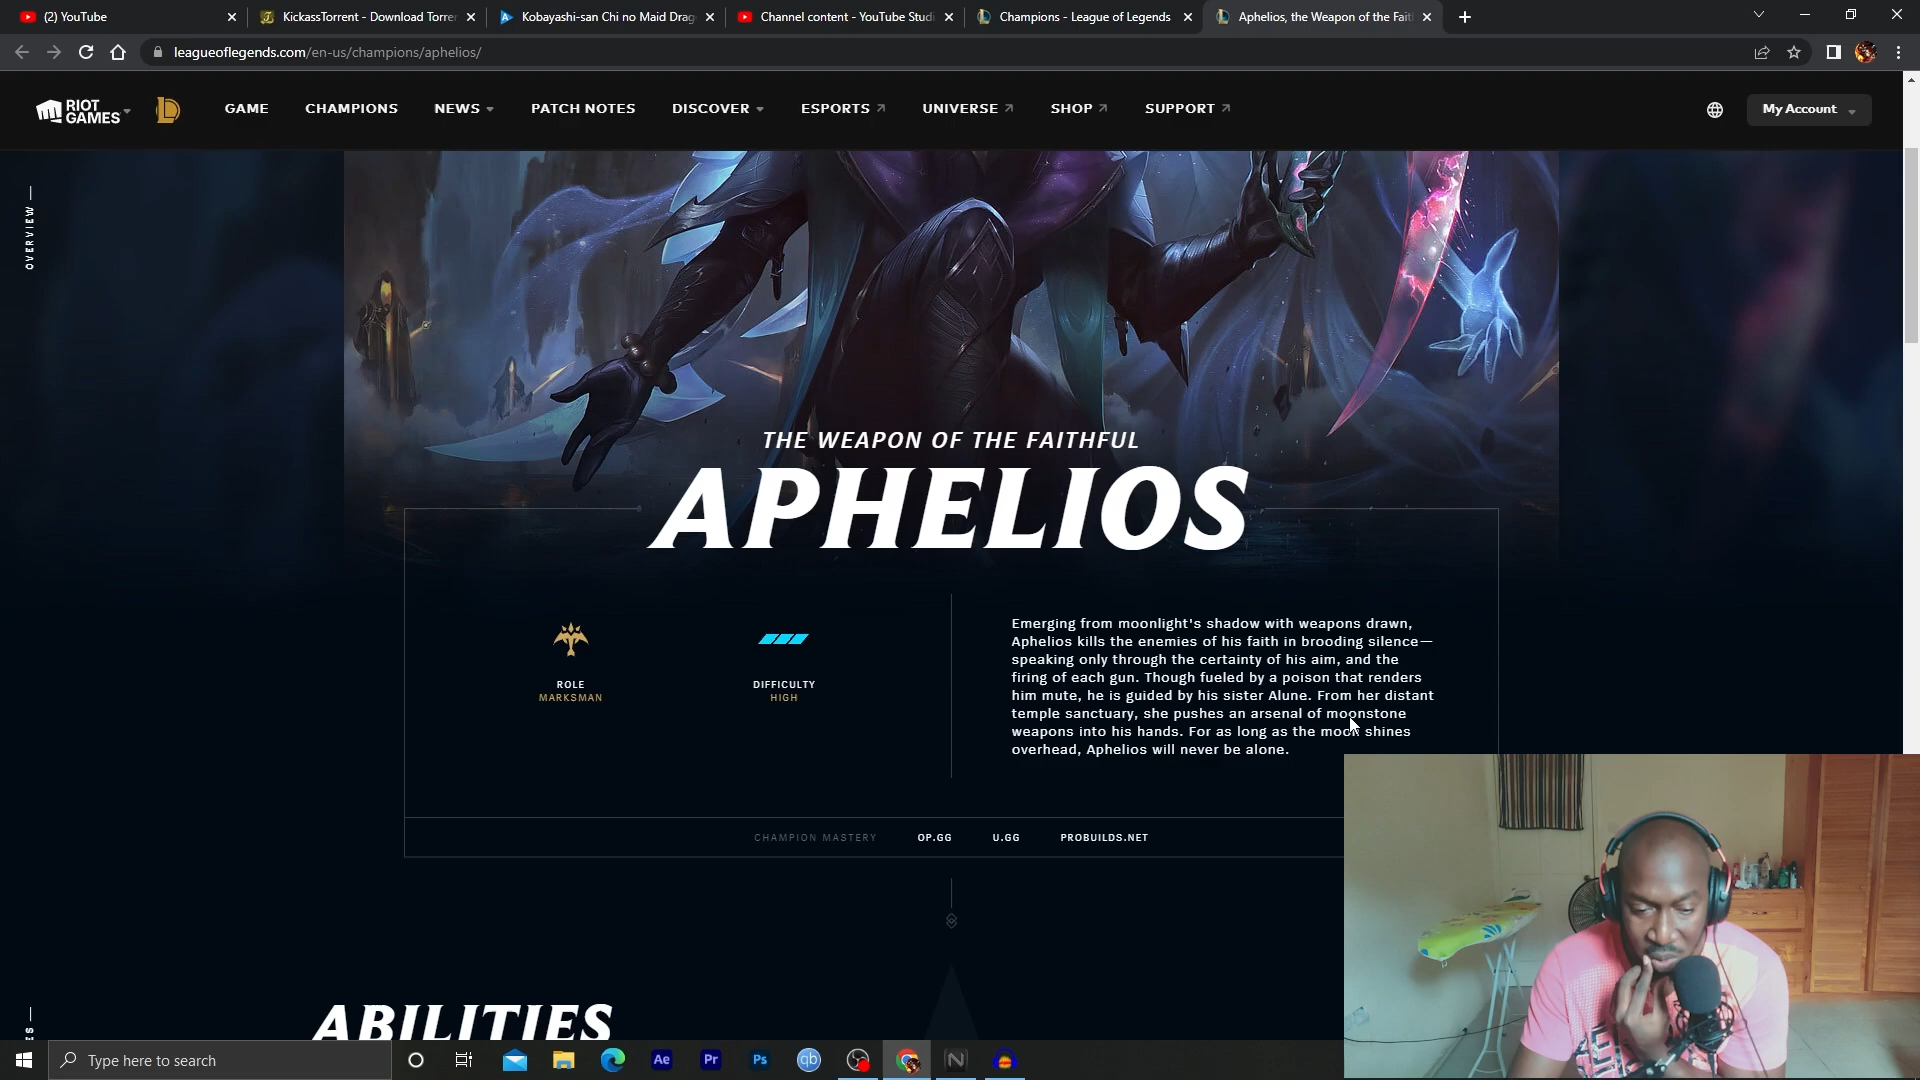 (2) YouTube
KickassTorrent - Download Torrer
Kobayashi-san Chi no Maid Drag
Channel content - YouTube Studi
Champions - League of Legends
Aphelios, the Weapon of the Fait
leagueoflegends.com/en-us/champions/aphelios/
RIOT GAMES
GAME
CHAMPIONS
NEWS
PATCH NOTES
DISCOVER
ESPORTS
UNIVERSE
SHOP
SUPPORT
My Account
OVERVIEW
THE WEAPON OF THE FAITHFUL
APHELIOS
ROLE
MARKSMAN
DIFFICULTY
HIGH
Emerging from moonlight's shadow with weapons drawn,
Aphelios kills the enemies of his faith in brooding silence—
speaking only through the certainty of his aim, and the
firing of each gun. Though fueled by a poison that renders
him mute, he is guided by his sister Alune. From her distant
temple sanctuary, she pushes an arsenal of moonstone
weapons into his hands. For as long as the moon shines
overhead, Aphelios will never be alone.
CHAMPION MASTERY
OP.GG
U.GG
PROBUILDS.NET
ABILITIES
Type here to search
Ae
Pr
Ps
qb
N